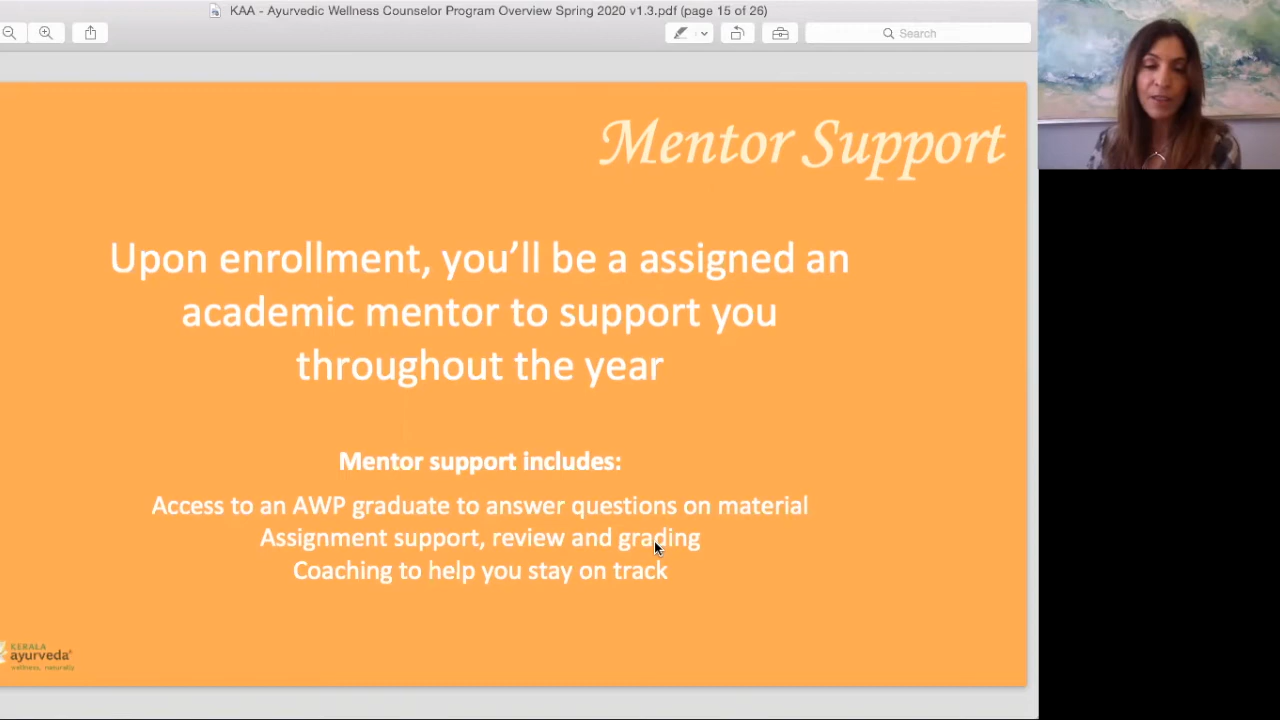 KAA - Ayurvedic Wellness Counselor Program Overview Spring 2020 v1.3.pdf (page 15 of 26)
Search
Mentor Support
Upon enrollment, you’ll be a assigned an
academic mentor to support you
throughout the year
Mentor support includes:
Access to an AWP graduate to answer questions on material
Assignment support, review and grading
Coaching to help you stay on track
KERALA
ayurveda
wellness, naturally